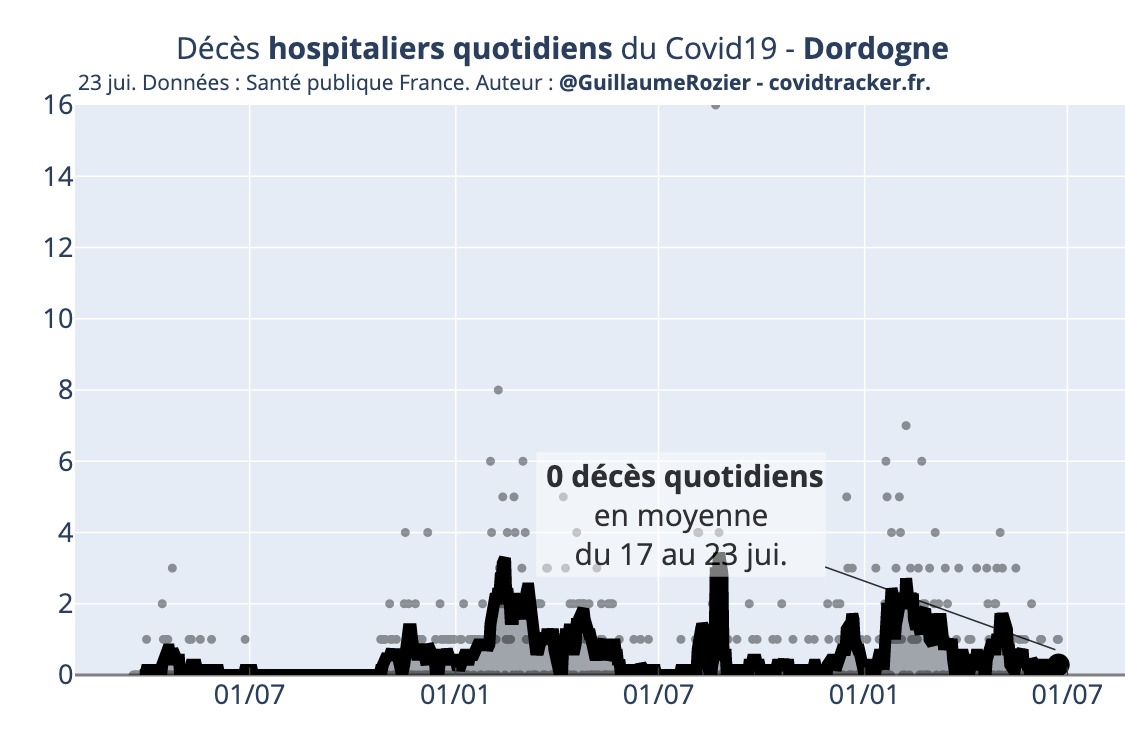 Décès hospitaliers quotidiens du Covid19 - Dordogne
23 jui. Données : Santé publique France. Auteur : @GuillaumeRozier - covidtracker.fr.
16
14
12
10
8
6
4
2
0
0 décès quotidiens
en moyenne
du 17 au 23 jui.
01/07
01/01
01/07
01/01
01/07